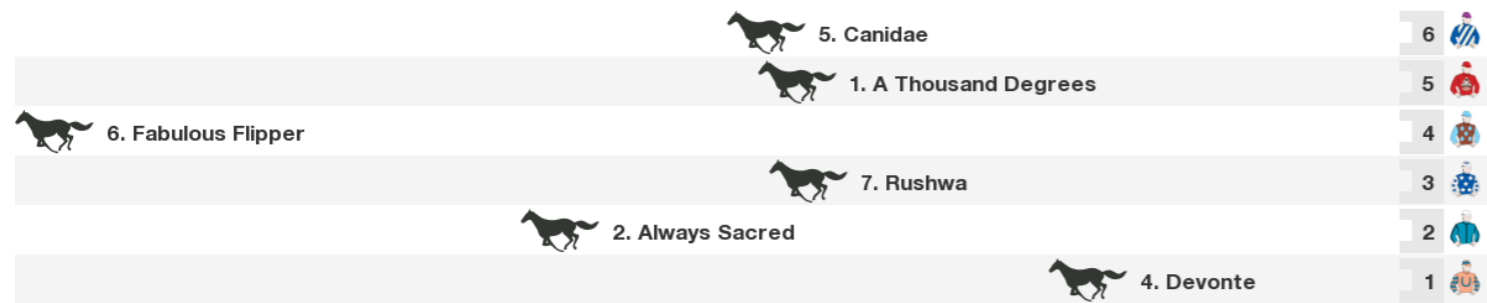 5. Canidae 6
1. A Thousand Degrees 5
6. Fabulous Flipper 4
7. Rushwa 3
2. Always Sacred 2
4. Devonte 1